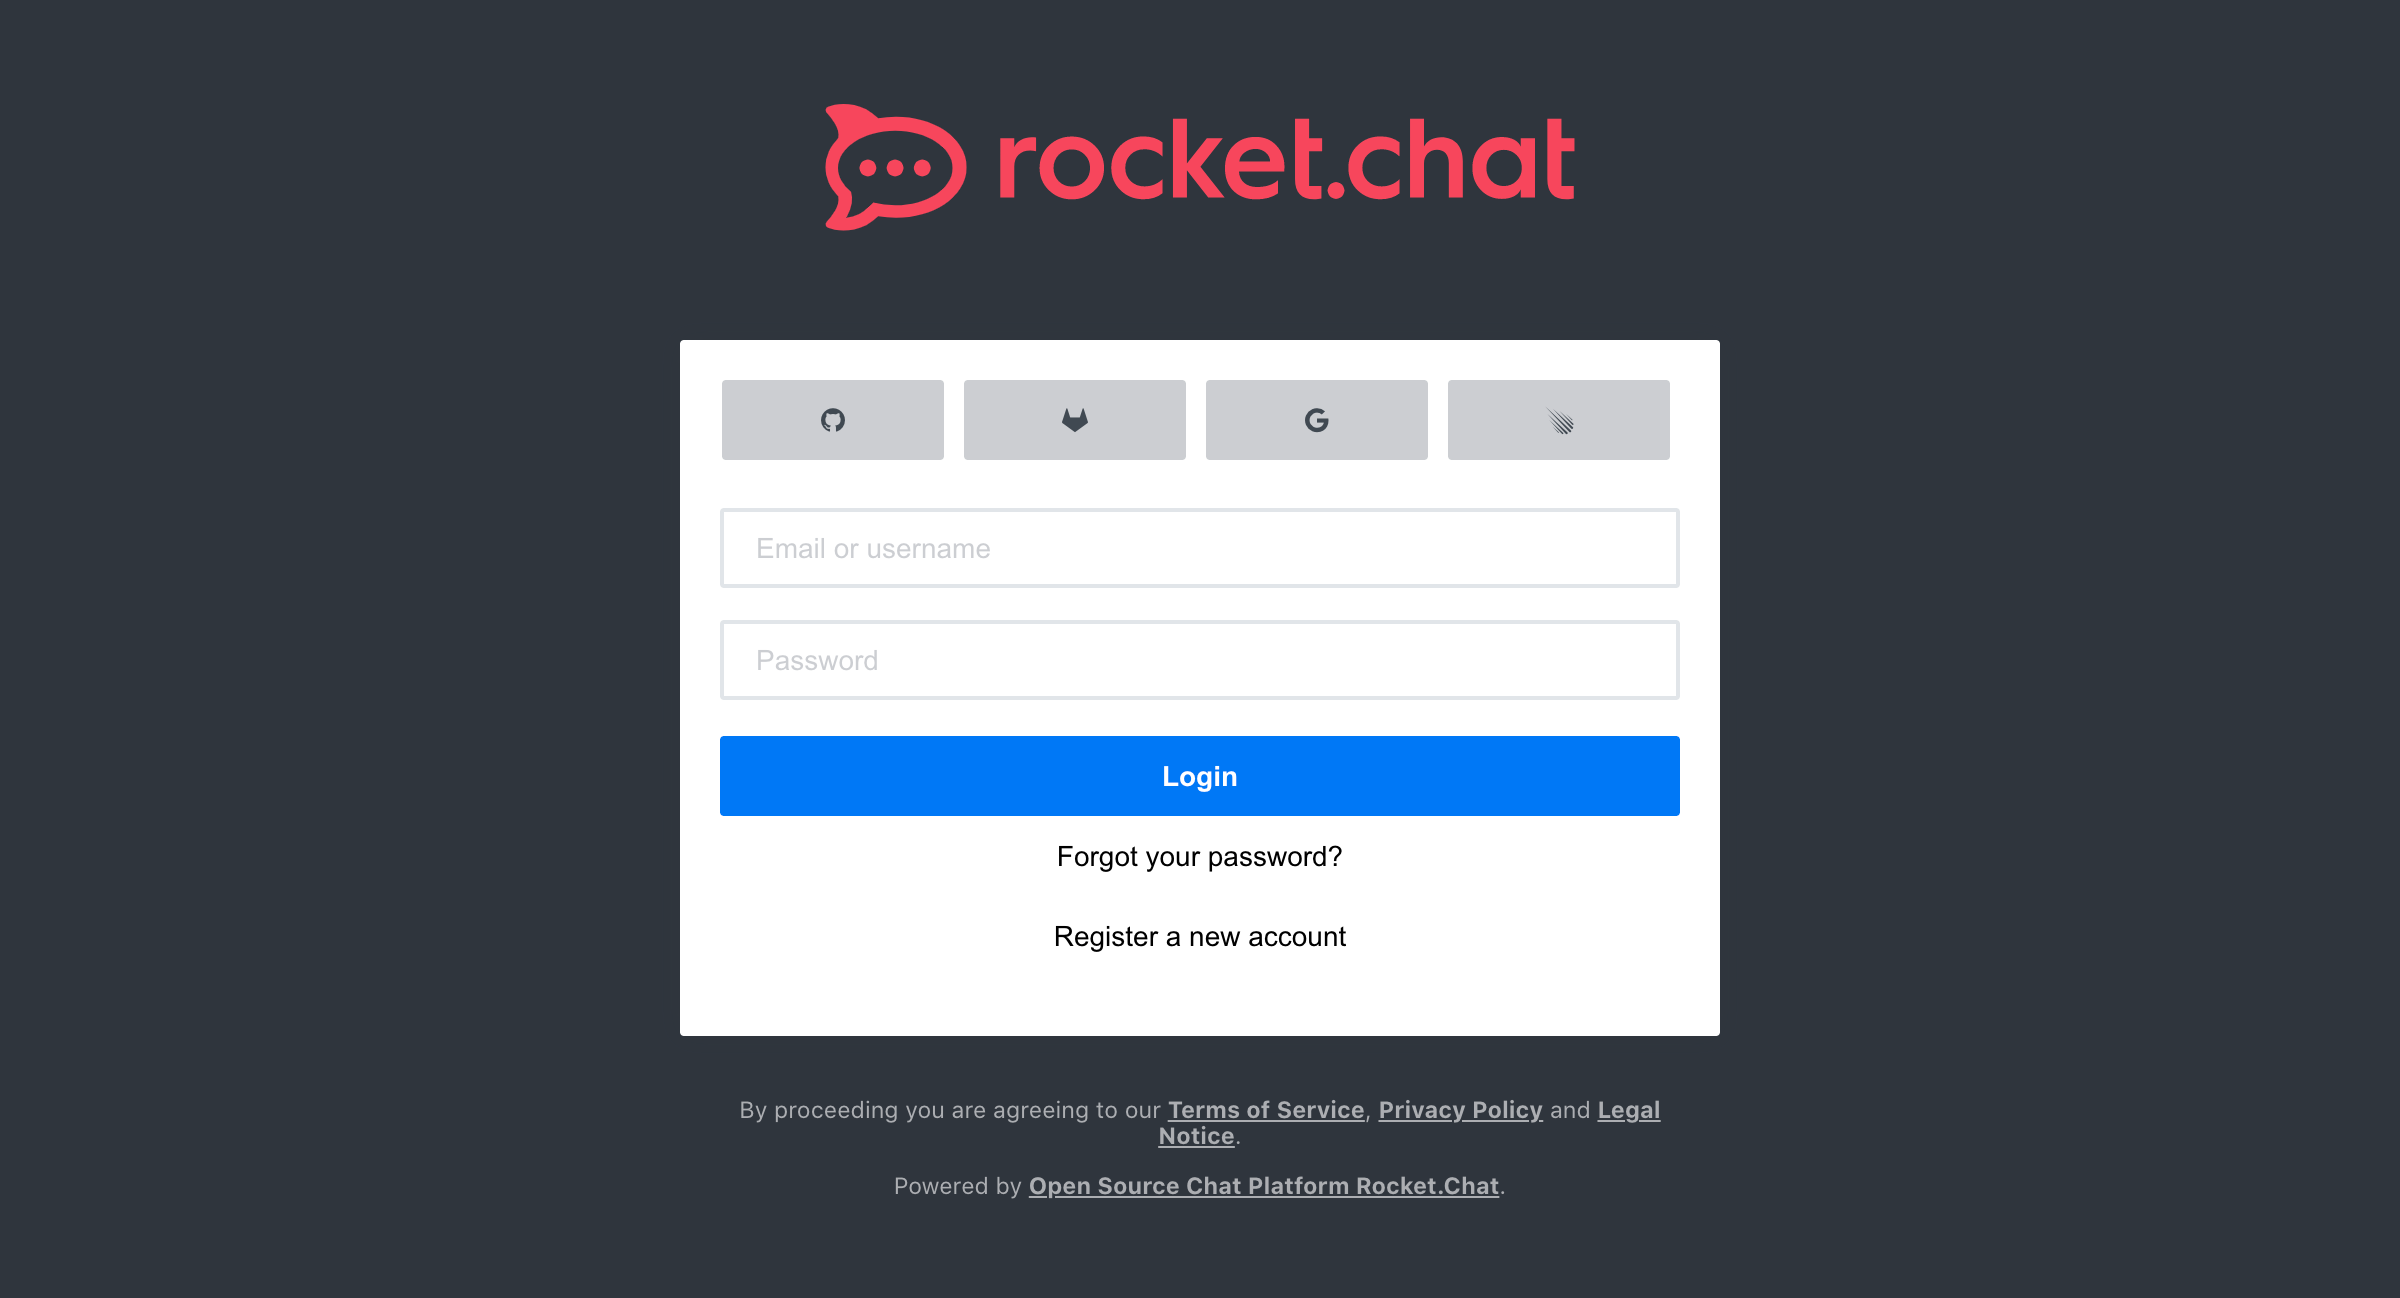 rocket.chat
Email or username
Password
Login
Forgot your password?
Register a new account
By proceeding you are agreeing to our Terms of Service, Privacy Policy and Legal
Notice.
Powered by Open Source Chat Platform Rocket.Chat.